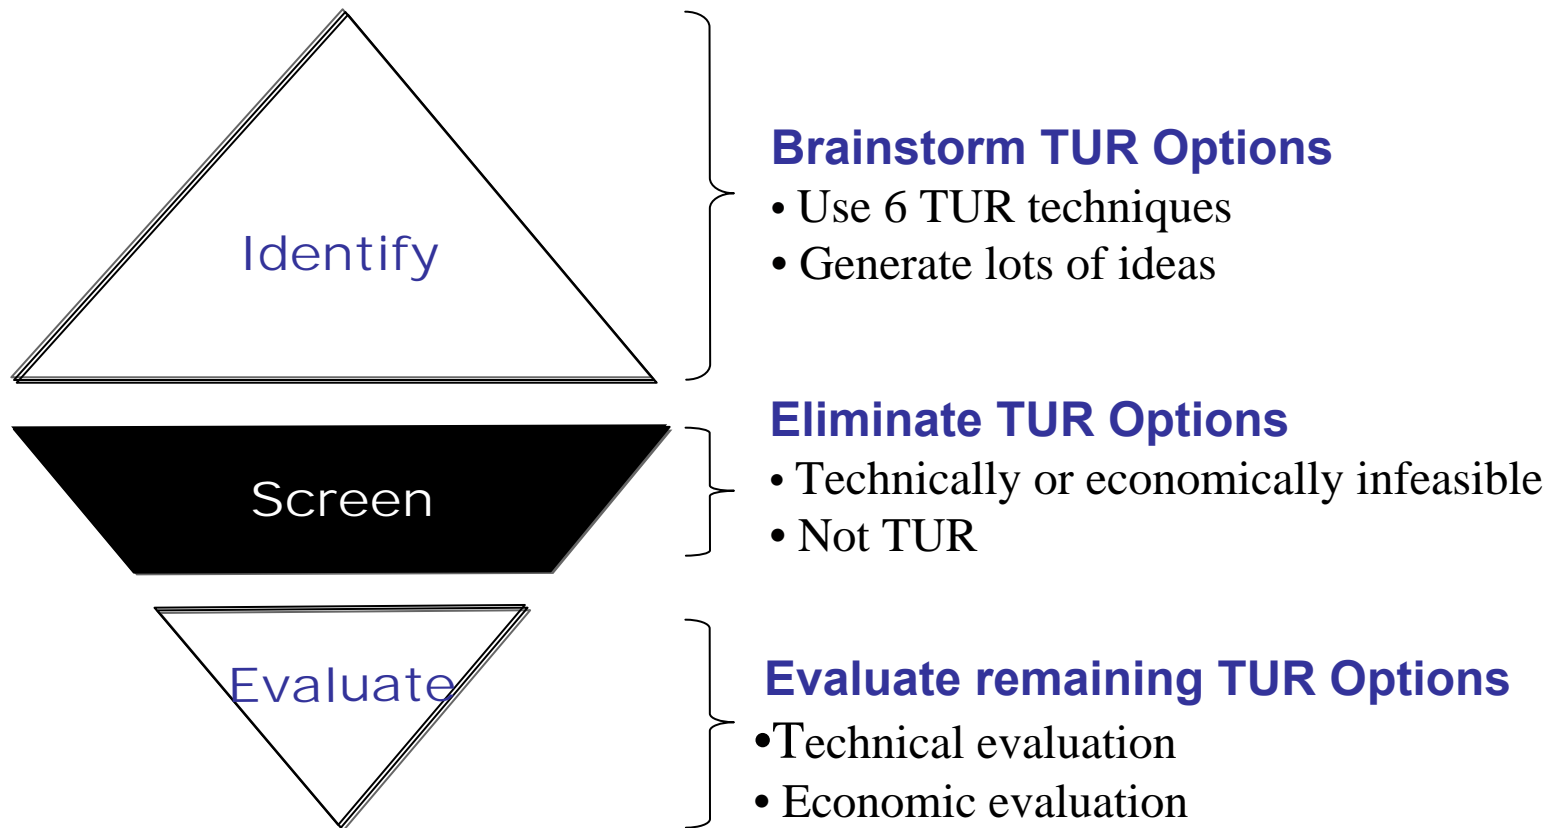 Identify
Brainstorm TUR Options
• Use 6 TUR techniques
• Generate lots of ideas
Screen
Eliminate TUR Options
• Technically or economically infeasible
• Not TUR
Evaluate
Evaluate remaining TUR Options
•Technical evaluation
• Economic evaluation